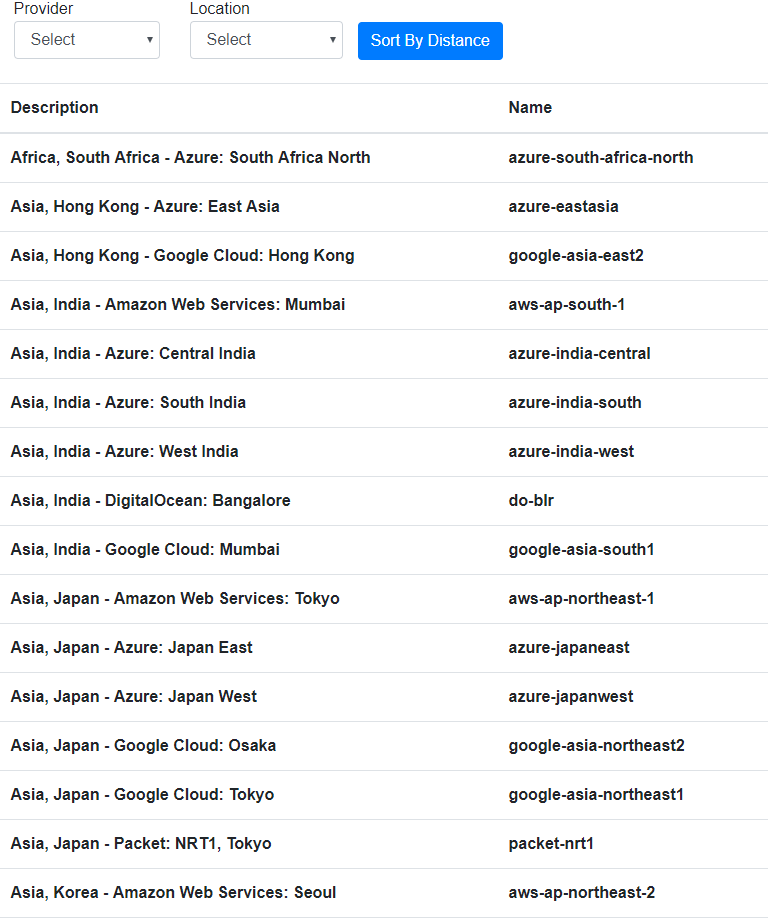 Provider Location
Select Select Sort By Distance
Description Name
Africa, South Africa - Azure: South Africa North azure-south-africa-north
Asia, Hong Kong - Azure: East Asia azure-eastasia
Asia, Hong Kong - Google Cloud: Hong Kong google-asia-east2
Asia, India - Amazon Web Services: Mumbai aws-ap-south-1
Asia, India - Azure: Central India azure-india-central
Asia, India - Azure: South India azure-india-south
Asia, India - Azure: West India azure-india-west
Asia, India - DigitalOcean: Bangalore do-blr
Asia, India - Google Cloud: Mumbai google-asia-south1
Asia, Japan - Amazon Web Services: Tokyo aws-ap-northeast-1
Asia, Japan - Azure: Japan East azure-japaneast
Asia, Japan - Azure: Japan West azure-japanwest
Asia, Japan - Google Cloud: Osaka google-asia-northeast2
Asia, Japan - Google Cloud: Tokyo google-asia-northeast1
Asia, Japan - Packet: NRT1, Tokyo packet-nrt1
Asia, Korea - Amazon Web Services: Seoul aws-ap-northeast-2